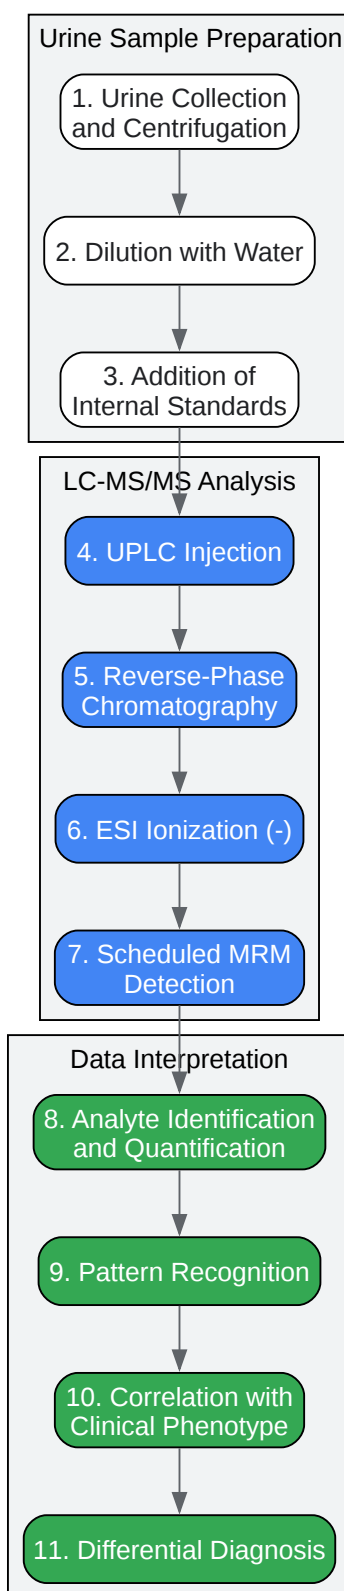 Urine Sample Preparation
1. Urine Collection
and Centrifugation
2. Dilution with Water
3. Addition of
Internal Standards
LC-MS/MS Analysis
4. UPLC Injection
5. Reverse-Phase
Chromatography
6. ESI Ionization (-)
7. Scheduled MRM
Detection
Data Interpretation
8. Analyte Identification
and Quantification
9. Pattern Recognition
10. Correlation with
Clinical Phenotype
11. Differential Diagnosis